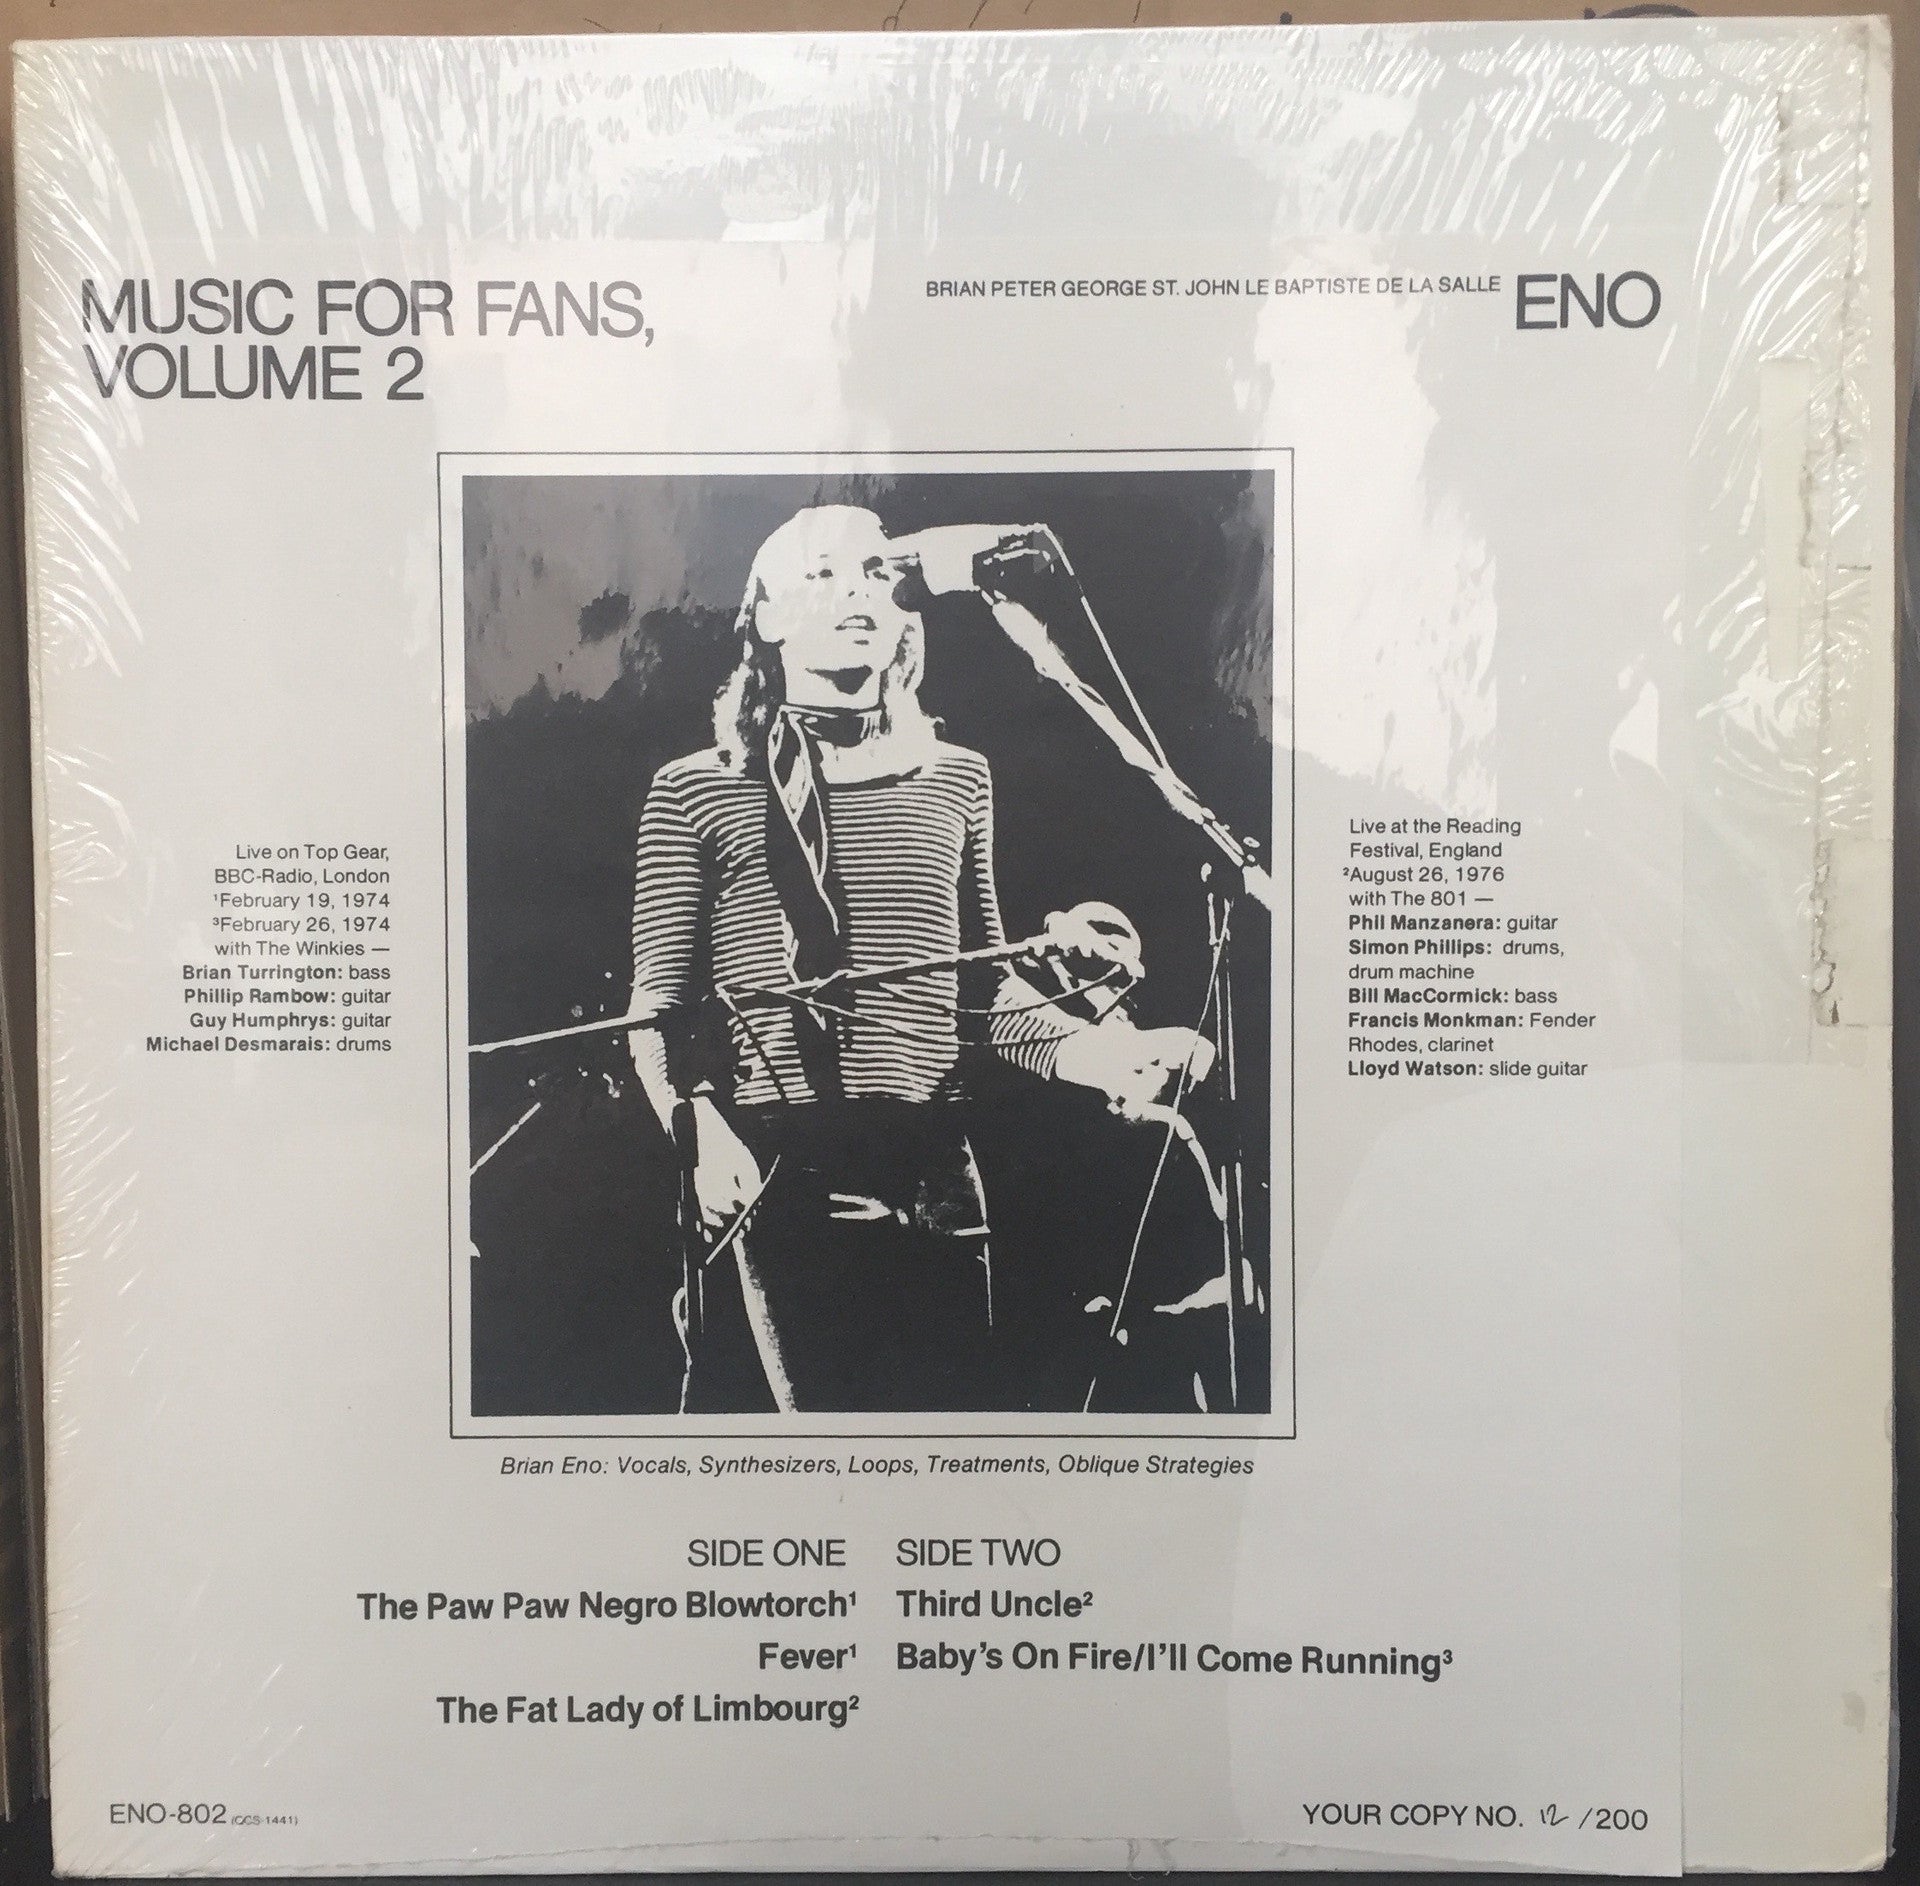 MUSIC FOR FANS,
VOLUME 2
BRIAN PETER GEORGE ST. JOHN LE BAPTISTE DE LA SALLE ENO
Live on Top Gear,
BBC-Radio, London
¹February 19, 1974
³February 26, 1974
with The Winkies —
Brian Turrington: bass
Phillip Rambow: guitar
Guy Humphrys: guitar
Michael Desmarais: drums
Live at the Reading
Festival, England
²August 26, 1976
with The 801 —
Phil Manzanera: guitar
Simon Phillips: drums,
drum machine
Bill MacCormick: bass
Francis Monkman: Fender
Rhodes, clarinet
Lloyd Watson: slide guitar
Brian Eno: Vocals, Synthesizers, Loops, Treatments, Oblique Strategies
SIDE ONE
The Paw Paw Negro Blowtorch¹
Fever¹
The Fat Lady of Limbourg²
SIDE TWO
Third Uncle²
Baby's On Fire/I'll Come Running³
ENO-802 (CCS-1441)
YOUR COPY NO. 12 /200